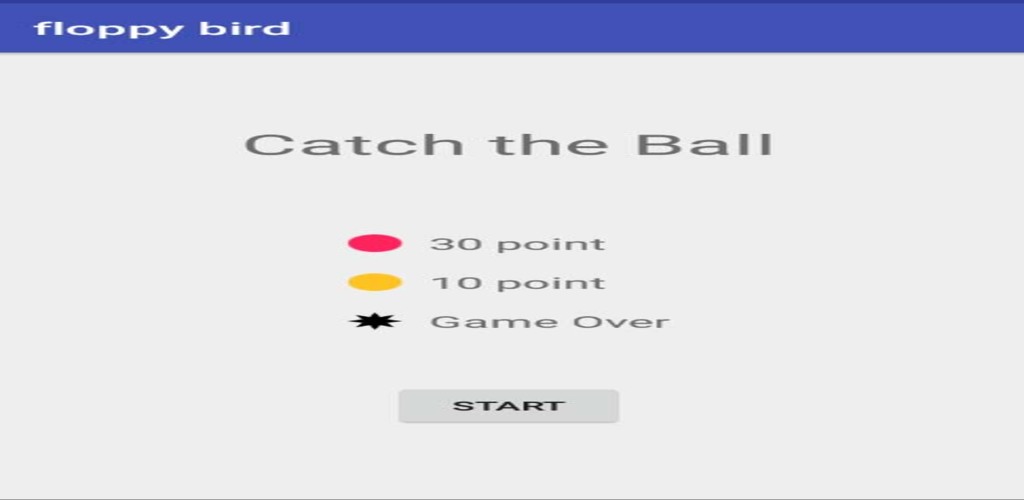 floppy bird
Catch the Ball
30 point
10 point
Game Over
START